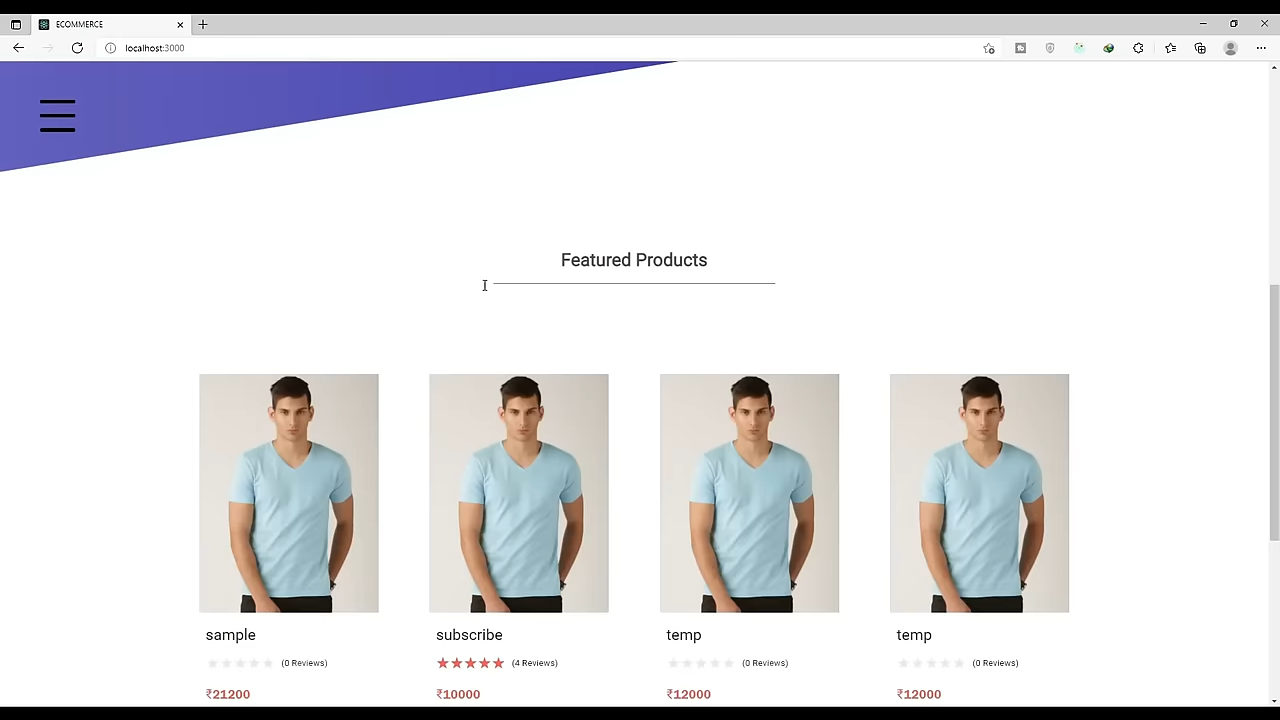 ECOMMERCE
localhost:3000
Featured Products
sample
subscribe
temp
temp
(0 Reviews)
(4 Reviews)
(0 Reviews)
(0 Reviews)
₹21200
₹10000
₹12000
₹12000